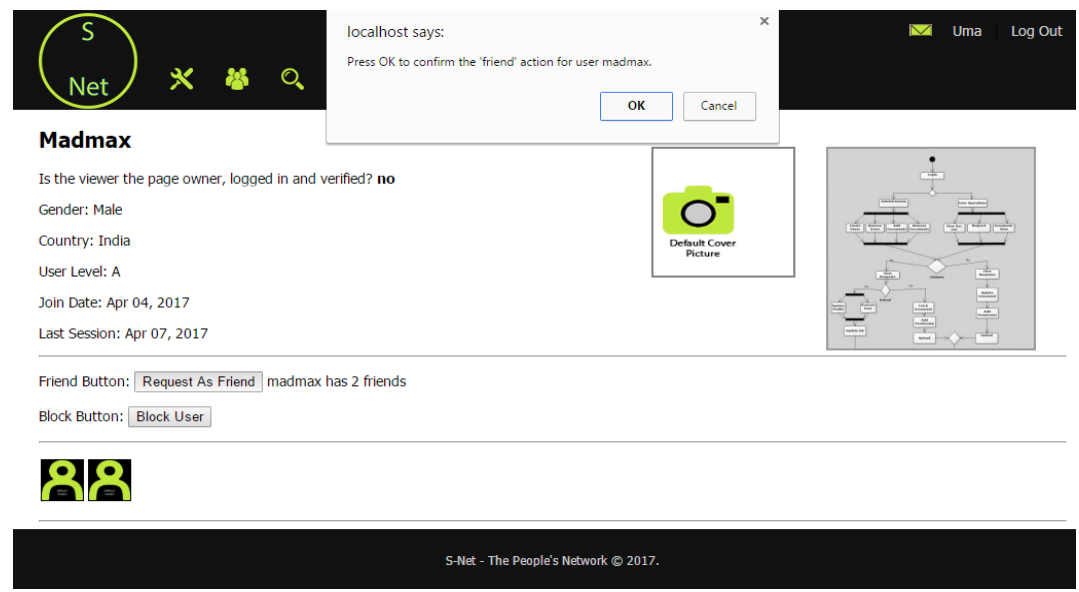 S
Net
localhost says:
×
Press OK to confirm the 'friend' action for user madmax.
OK Cancel
Uma Log Out
Madmax
Is the viewer the page owner, logged in and verified? no
Gender: Male
Country: India
User Level: A
Join Date: Apr 04, 2017
Last Session: Apr 07, 2017
Default Cover
Picture
Login
Friend Button: Request As Friend madmax has 2 friends
Block Button: Block User
S-Net - The People's Network © 2017.